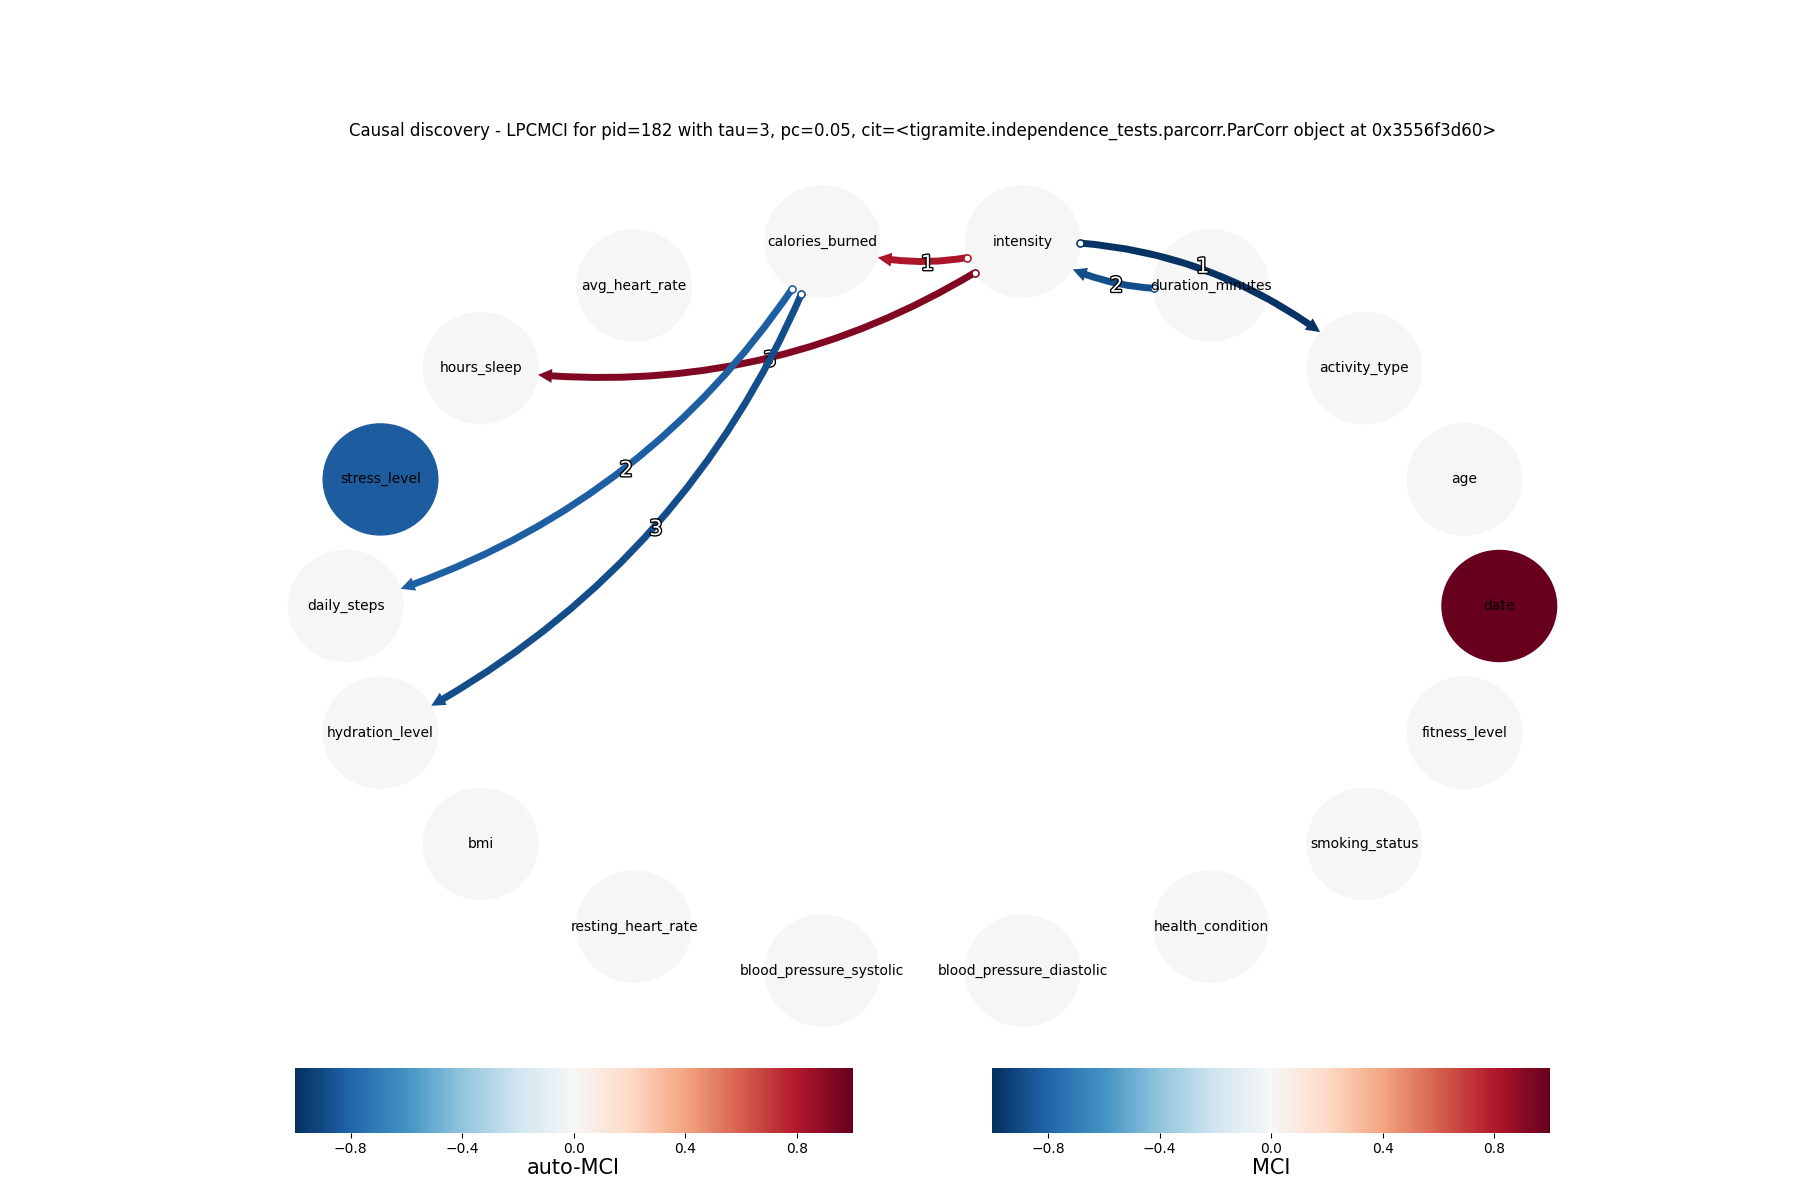 Causal discovery - LPCMCI for pid=182 with tau=3, pc=0.05, cit=<tigramite.independence_tests.parcorr.ParCorr object at 0x3556f3d60>
calories_burned
intensity
1
1
avg_heart_rate
2
duration_minutes
hours_sleep
3
activity_type
stress_level
2
age
3
daily_steps
date
hydration_level
fitness_level
bmi
smoking_status
resting_heart_rate
health_condition
blood_pressure_systolic
blood_pressure_diastolic
−0.8 −0.4 0.0 0.4 0.8
auto-MCI
−0.8 −0.4 0.0 0.4 0.8
MCI